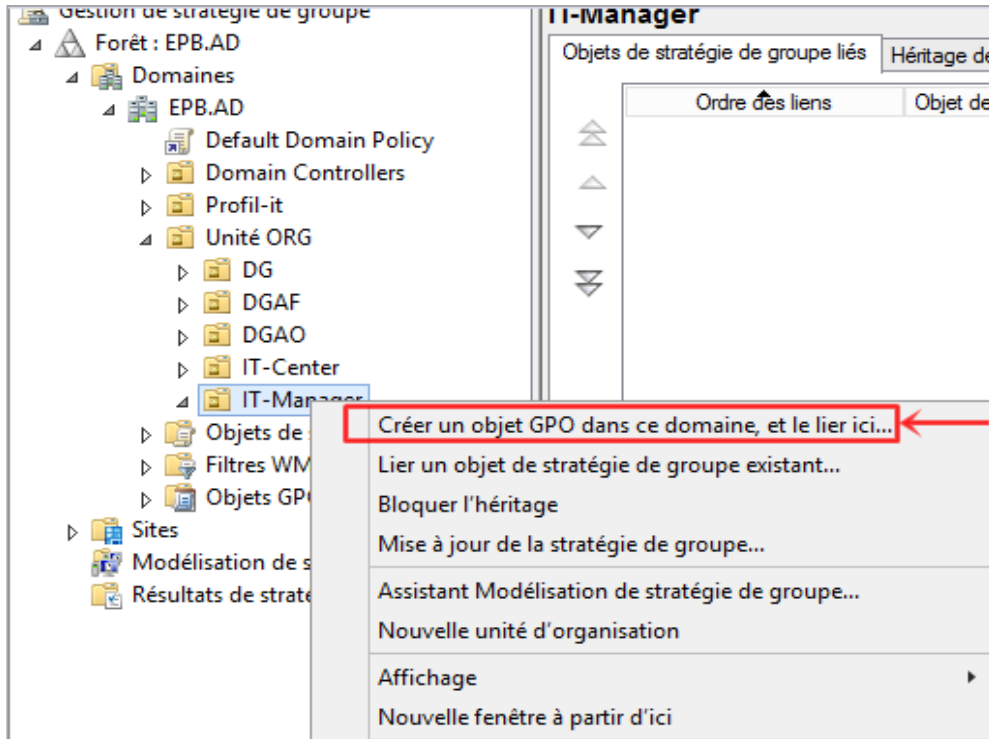 Gestion de stratégie de groupe
Forêt : EPB.AD
Domaines
EPB.AD
Default Domain Policy
Domain Controllers
Profil-it
Unité ORG
DG
DGAF
DGAO
IT-Center
IT-Manager
Objets de
Filtres WM
Objets GP
Sites
Modélisation de s
Résultats de straté
IT-Manager
Objets de stratégie de groupe liés
Héritage de
Ordre des liens
Objet de
Créer un objet GPO dans ce domaine, et le lier ici...
Lier un objet de stratégie de groupe existant...
Bloquer l'héritage
Mise à jour de la stratégie de groupe...
Assistant Modélisation de stratégie de groupe...
Nouvelle unité d'organisation
Affichage
Nouvelle fenêtre à partir d'ici